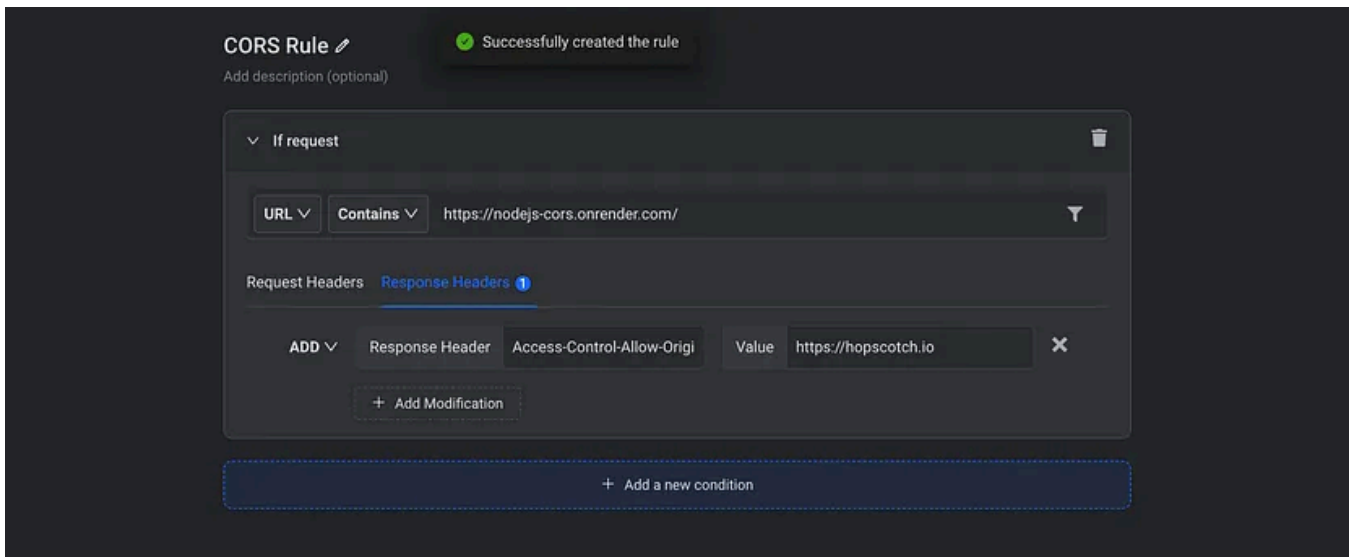 CORS Rule
Successfully created the rule
Add description (optional)
If request
URL Contains https://nodejs-cors.onrender.com/
Request Headers Response Headers 1
ADD Response Header Access-Control-Allow-Origi Value https://hopscotch.io
+ Add Modification
+ Add a new condition